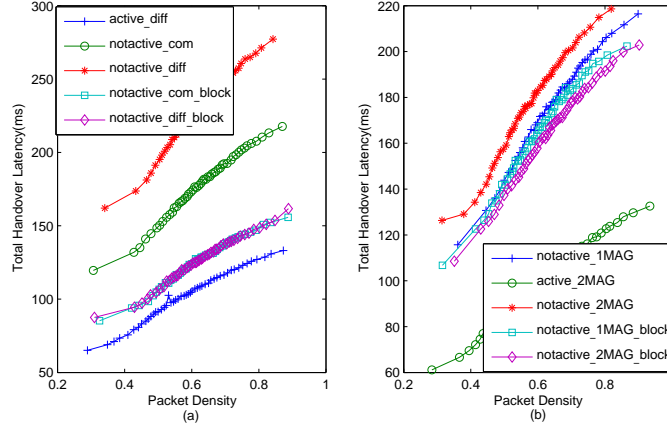 300
250
200
150
100
50
0.2
0.4
0.6
0.8
1
Total Handover Latency(ms)
Packet Density
(a)
active_diff
notactive_com
notactive_diff
notactive_com_block
notactive_diff_block
220
200
180
160
140
120
100
80
60
0.2
0.4
0.6
0.8
Total Handover Latency(ms)
Packet Density
(b)
notactive_1MAG
active_2MAG
notactive_2MAG
notactive_1MAG_block
notactive_2MAG_block